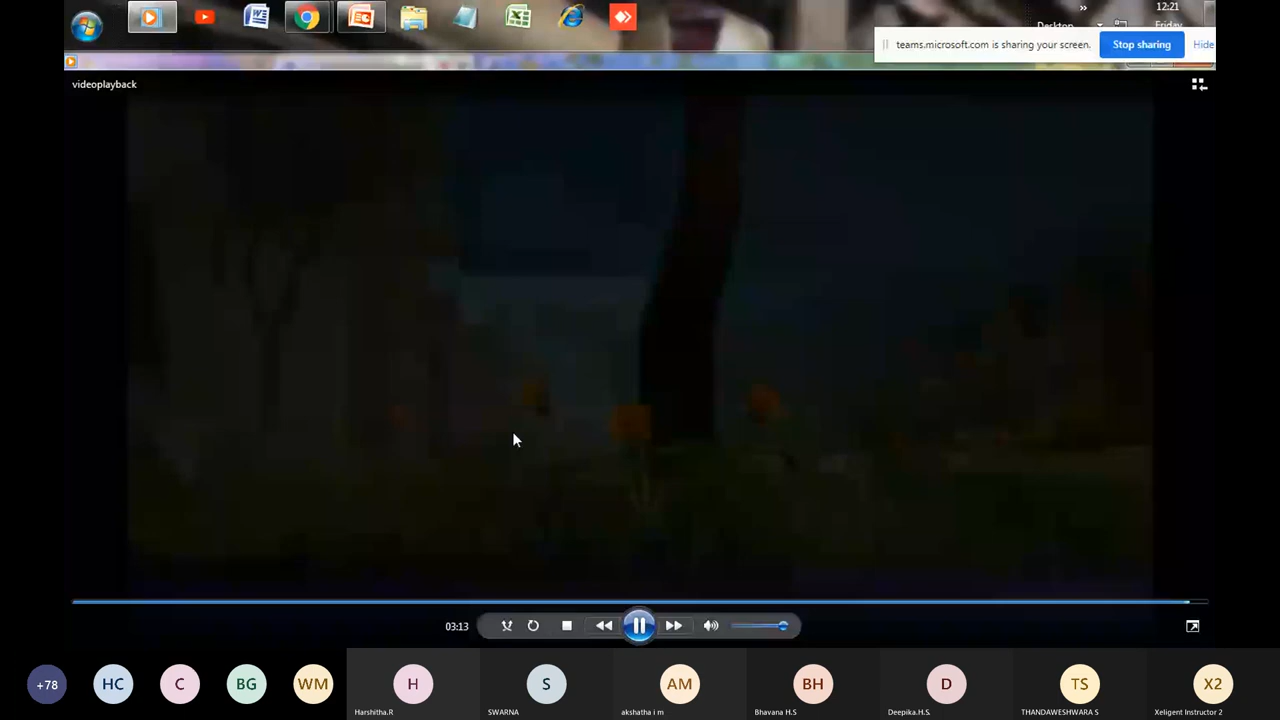 12:21
»
Desktop
Friday
teams.microsoft.com is sharing your screen.
Stop sharing
Hide
videoplayback
03:13
+78
HC
C
BG
WM
H
S
AM
BH
D
TS
X2
Harshitha.R
SWARNA
akshatha i m
Bhavana H.S
Deepika.H.S.
THANDAWESHWARA S
Xeligent Instructor 2